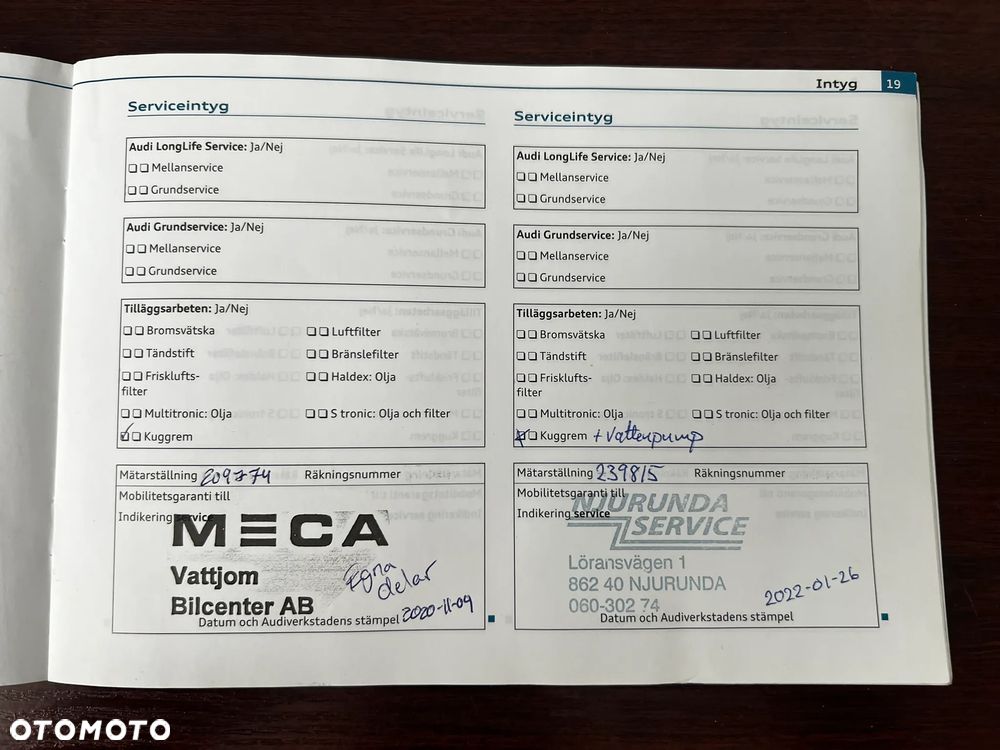 Intyg 19
Serviceintyg
Audi LongLife Service: Ja/Nej
Mellanservice
Grundservice
Audi Grundservice: Ja/Nej
Mellanservice
Grundservice
Tilläggsarbeten: Ja/Nej
Bromsvätska Luftfilter
Tändstift Bränslefilter
Frisklufts- Haldex: Olja
filter
Multitronic: Olja S tronic: Olja och filter
Kuggrem
Mätarställning 209774 Räkningsnummer
Mobilitetsgaranti till
Indikering service
MECA
Vattjom
Bilcenter AB
Egna
delar
2020-11-09
Datum och Audiverkstadens stämpel
Serviceintyg
Audi LongLife Service: Ja/Nej
Mellanservice
Grundservice
Audi Grundservice: Ja/Nej
Mellanservice
Grundservice
Tilläggsarbeten: Ja/Nej
Bromsvätska Luftfilter
Tändstift Bränslefilter
Frisklufts- Haldex: Olja
filter
Multitronic: Olja S tronic: Olja och filter
Kuggrem + Vattenpump
Mätarställning 239815 Räkningsnummer
Mobilitetsgaranti till
Indikering service
NJURUNDA
SERVICE
Löransvägen 1
862 40 NJURUNDA
060-302 74
2022-01-26
Datum och Audiverkstadens stämpel
OTOMOTO